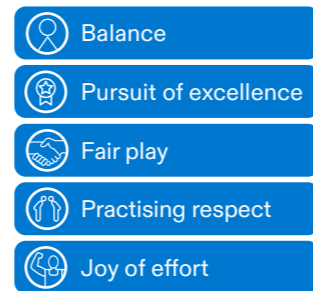 Balance
Pursuit of excellence
Fair play
Practising respect
Joy of effort